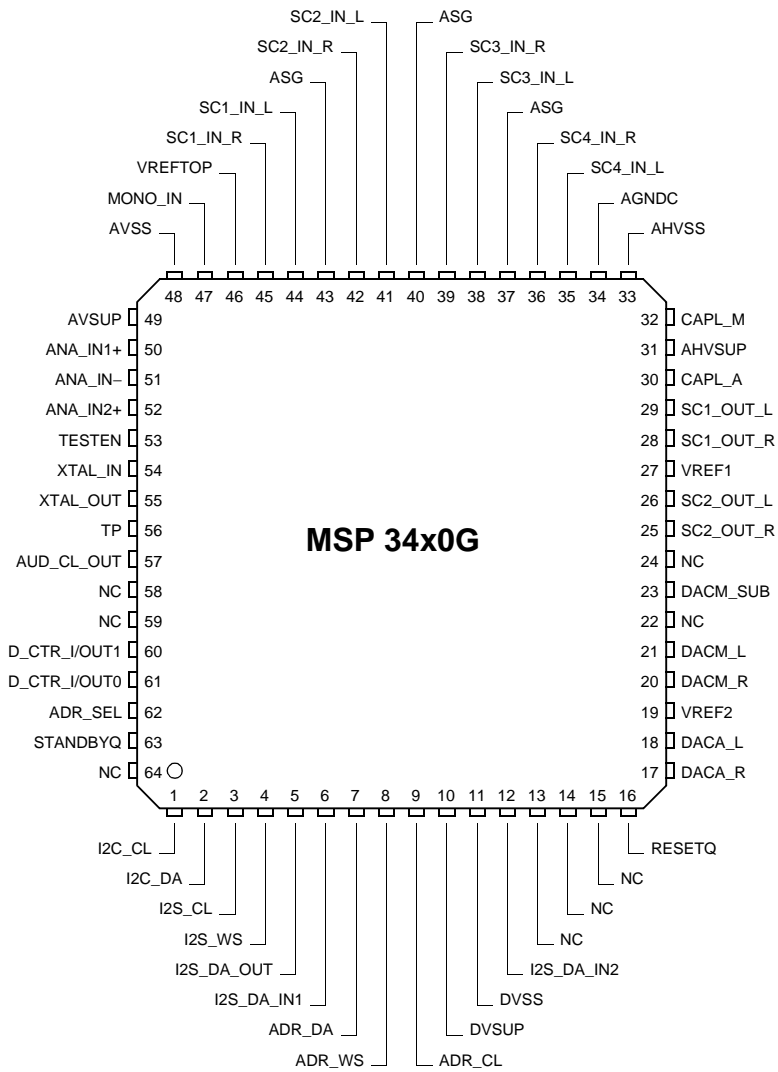 SC2_IN_L ASG
SC2_IN_R SC3_IN_R
ASG SC3_IN_L
SC1_IN_L ASG
SC1_IN_R SC4_IN_R
VREFTOP SC4_IN_L
MONO_IN AGNDC
AVSS AHVSS
48 47 46 45 44 43 42 41 40 39 38 37 36 35 34 33
AVSUP 49 32 CAPL_M
ANA_IN1+ 50 31 AHVSUP
ANA_IN− 51 30 CAPL_A
ANA_IN2+ 52 29 SC1_OUT_L
TESTEN 53 28 SC1_OUT_R
XTAL_IN 54 27 VREF1
XTAL_OUT 55 26 SC2_OUT_L
TP 56 25 SC2_OUT_R
MSP 34x0G
AUD_CL_OUT 57 24 NC
NC 58 23 DACM_SUB
NC 59 22 NC
D_CTR_I/OUT1 60 21 DACM_L
D_CTR_I/OUT0 61 20 DACM_R
ADR_SEL 62 19 VREF2
STANDBYQ 63 18 DACA_L
NC 64 17 DACA_R
1 2 3 4 5 6 7 8 9 10 11 12 13 14 15 16
I2C_CL RESETQ
I2C_DA NC
I2S_CL NC
I2S_WS NC
I2S_DA_OUT I2S_DA_IN2
I2S_DA_IN1 DVSS
ADR_DA DVSUP
ADR_WS ADR_CL